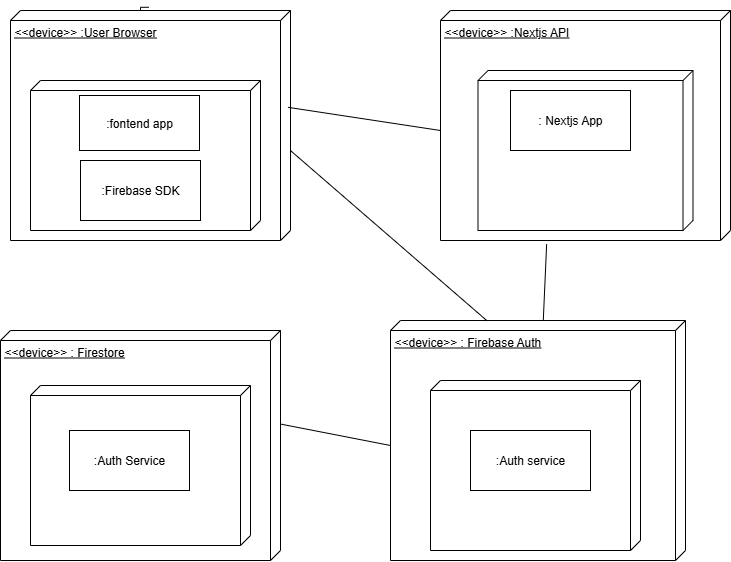 <<device>> :User Browser
:fontend app
:Firebase SDK
<<device>> :Nextjs API
: Nextjs App
<<device>> : Firestore
:Auth Service
<<device>> : Firebase Auth
:Auth service